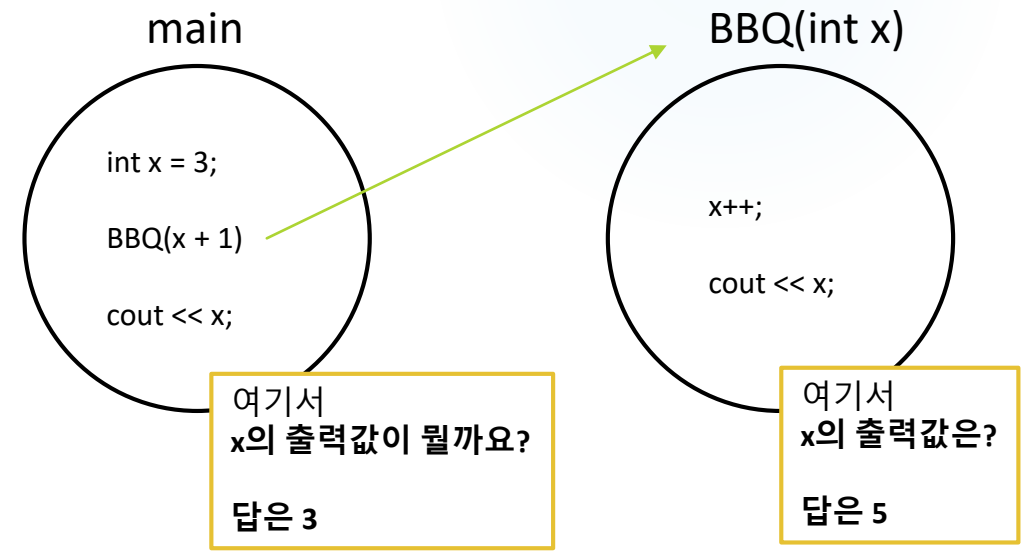 main
int x = 3;
BBQ(x + 1)
cout << x;
여기서
x의 출력값이 뭘까요?
답은 3
BBQ(int x)
x++;
cout << x;
여기서
x의 출력값은?
답은 5